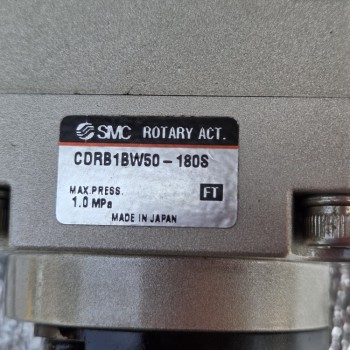 SMC ROTARY ACT.
CDRB1BW50-180S
MAX.PRESS.
1.0 MPa
FT
MADE IN JAPAN